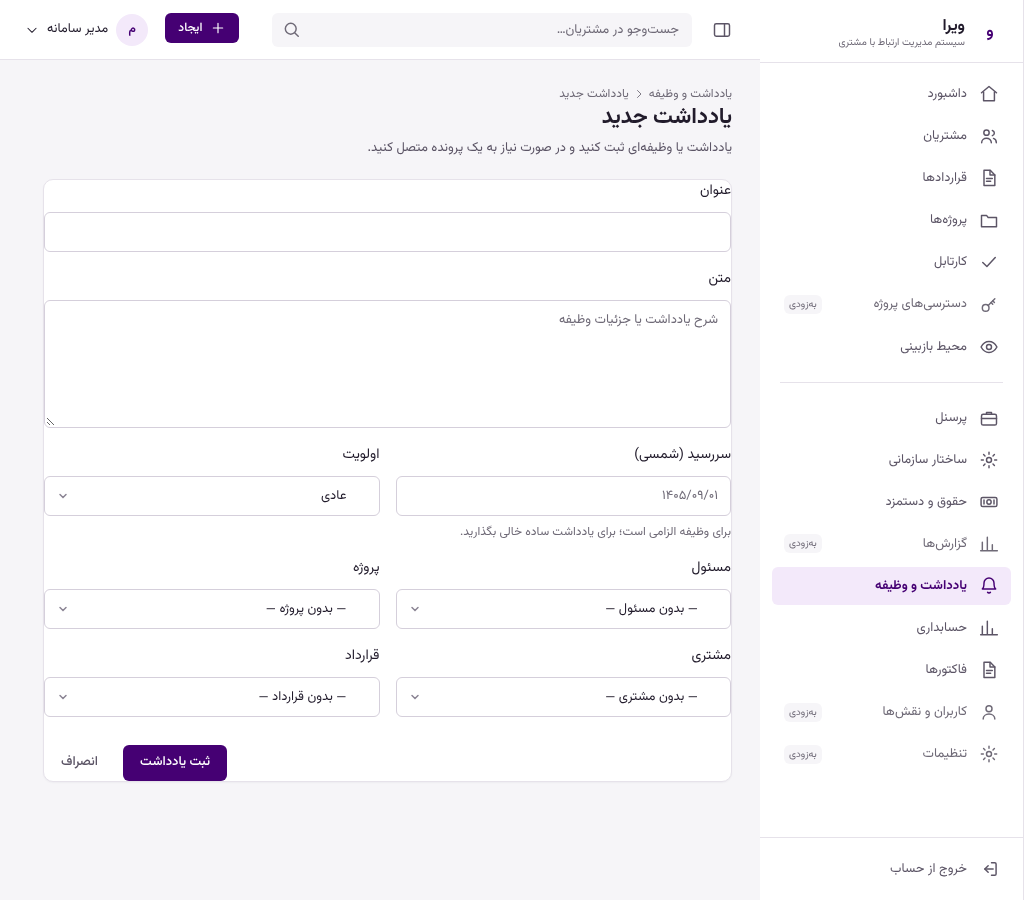 و
ویرا
سیستم مدیریت ارتباط با مشتری
داشبورد
مشتریان
قراردادها
پروژه‌ها
کارتابل
دسترسی‌های پروژه
به‌زودی
محیط بازبینی
پرسنل
ساختار سازمانی
حقوق و دستمزد
گزارش‌ها
به‌زودی
یادداشت و وظیفه
حسابداری
فاکتورها
کاربران و نقش‌ها
به‌زودی
تنظیمات
به‌زودی
خروج از حساب
جست‌وجو در مشتریان...
ایجاد
م
مدیر سامانه
یادداشت و وظیفه
یادداشت جدید
یادداشت جدید
یادداشت یا وظیفه‌ای ثبت کنید و در صورت نیاز به یک پرونده متصل کنید.
عنوان
متن
شرح یادداشت یا جزئیات وظیفه
سررسید (شمسی)
اولویت
۱۴۰۵/۰۹/۰۱
عادی
برای وظیفه الزامی است؛ برای یادداشت ساده خالی بگذارید.
مسئول
پروژه
— بدون مسئول —
— بدون پروژه —
مشتری
قرارداد
— بدون مشتری —
— بدون قرارداد —
ثبت یادداشت
انصراف